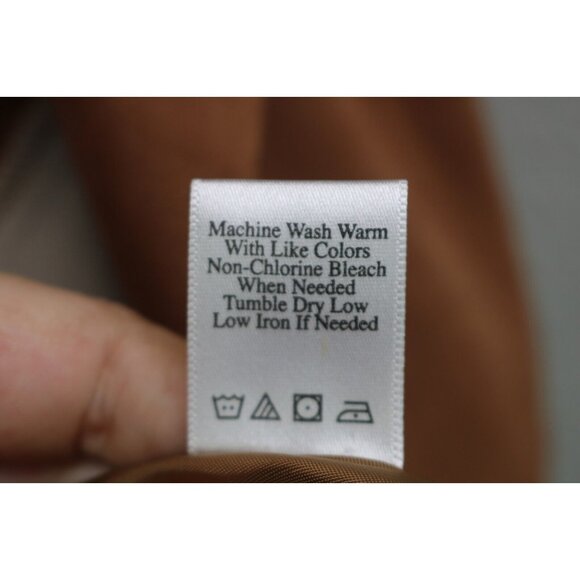 Machine Wash Warm
With Like Colors
Non-Chlorine Bleach
When Needed
Tumble Dry Low
Low Iron If Needed